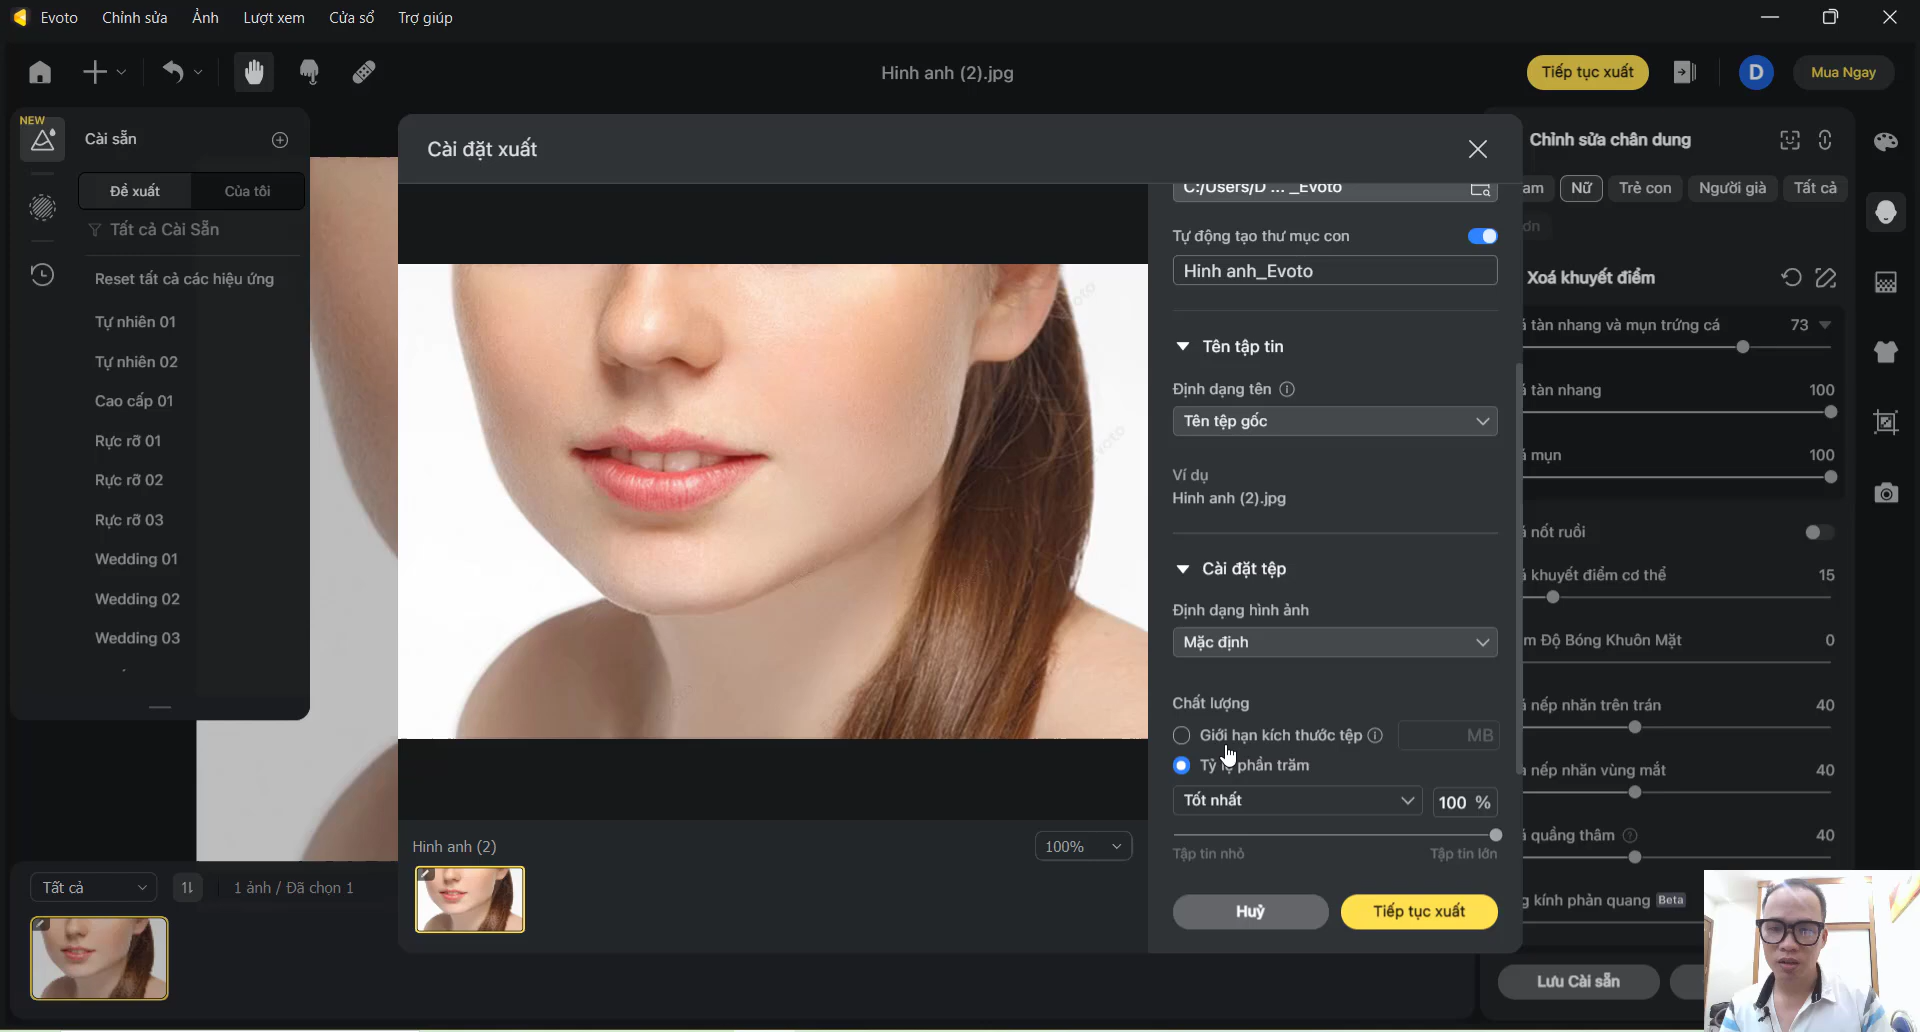 Evoto Chỉnh sửa Ảnh Lượt xem Cửa sổ Trợ giúp
Hinh anh (2).jpg
Tiếp tục xuất
D
Mua Ngay
NEW
Cài sẵn
Đề xuất
Của tôi
Tất cả Cài Sẵn
Reset tất cả các hiệu ứng
Tự nhiên 01
Tự nhiên 02
Cao cấp 01
Rực rỡ 01
Rực rỡ 02
Rực rỡ 03
Wedding 01
Wedding 02
Wedding 03
Tất cả
1 ảnh / Đã chọn 1
Cài đặt xuất
Evoto
Hinh anh (2)
100%
C:/Users/D ... _Evoto
Tự động tạo thư mục con
Hinh anh_Evoto
Tên tập tin
Định dạng tên
Tên tệp gốc
Ví dụ
Hinh anh (2).jpg
Cài đặt tệp
Định dạng hình ảnh
Mặc định
Chất lượng
Giới hạn kích thước tệp
MB
Tỷ lệ phần trăm
Tốt nhất
100 %
Tập tin nhỏ
Tập tin lớn
Huỷ
Tiếp tục xuất
Chỉnh sửa chân dung
am
Nữ
Trẻ con
Người già
Tất cả
ơn
Xoá khuyết điểm
tàn nhang và mụn trứng cá 73
tàn nhang 100
mụn 100
nốt ruồi
khuyết điểm cơ thể 15
m Độ Bóng Khuôn Mặt 0
nếp nhăn trên trán 40
nếp nhăn vùng mắt 40
quầng thâm 40
g kính phản quang Beta
Lưu Cài sẵn